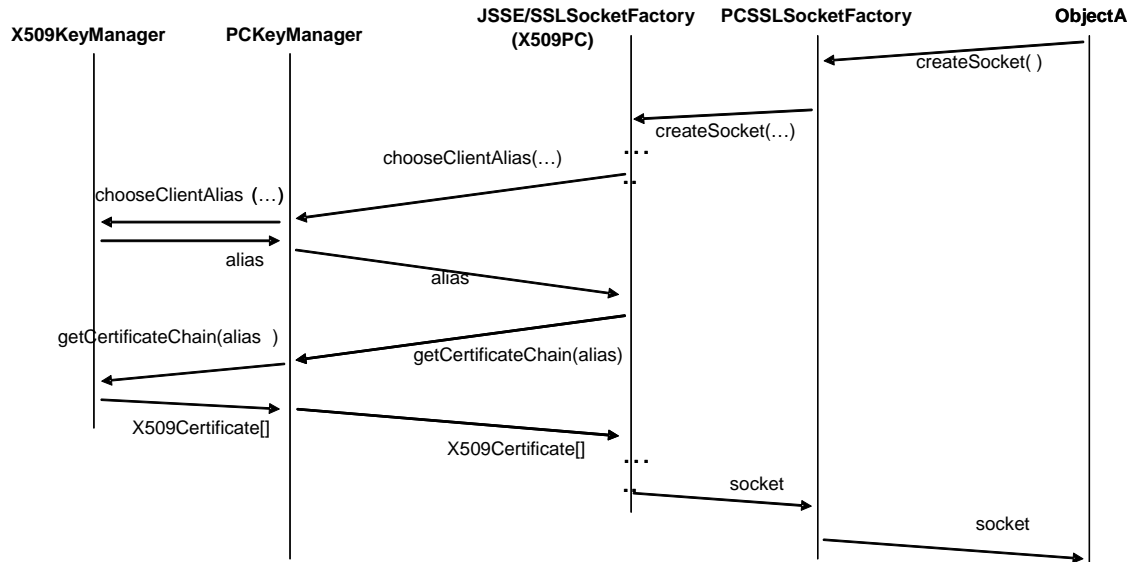 JSSE/SSLSocketFactory
(X509PC)
PCSSLSocketFactory
ObjectA
X509KeyManager
PCKeyManager
createSocket( )
createSocket(…)
chooseClientAlias(…)
…
..
chooseClientAlias (…)
alias
alias
getCertificateChain(alias )
getCertificateChain(alias)
X509Certificate[]
X509Certificate[]
…
..
socket
socket